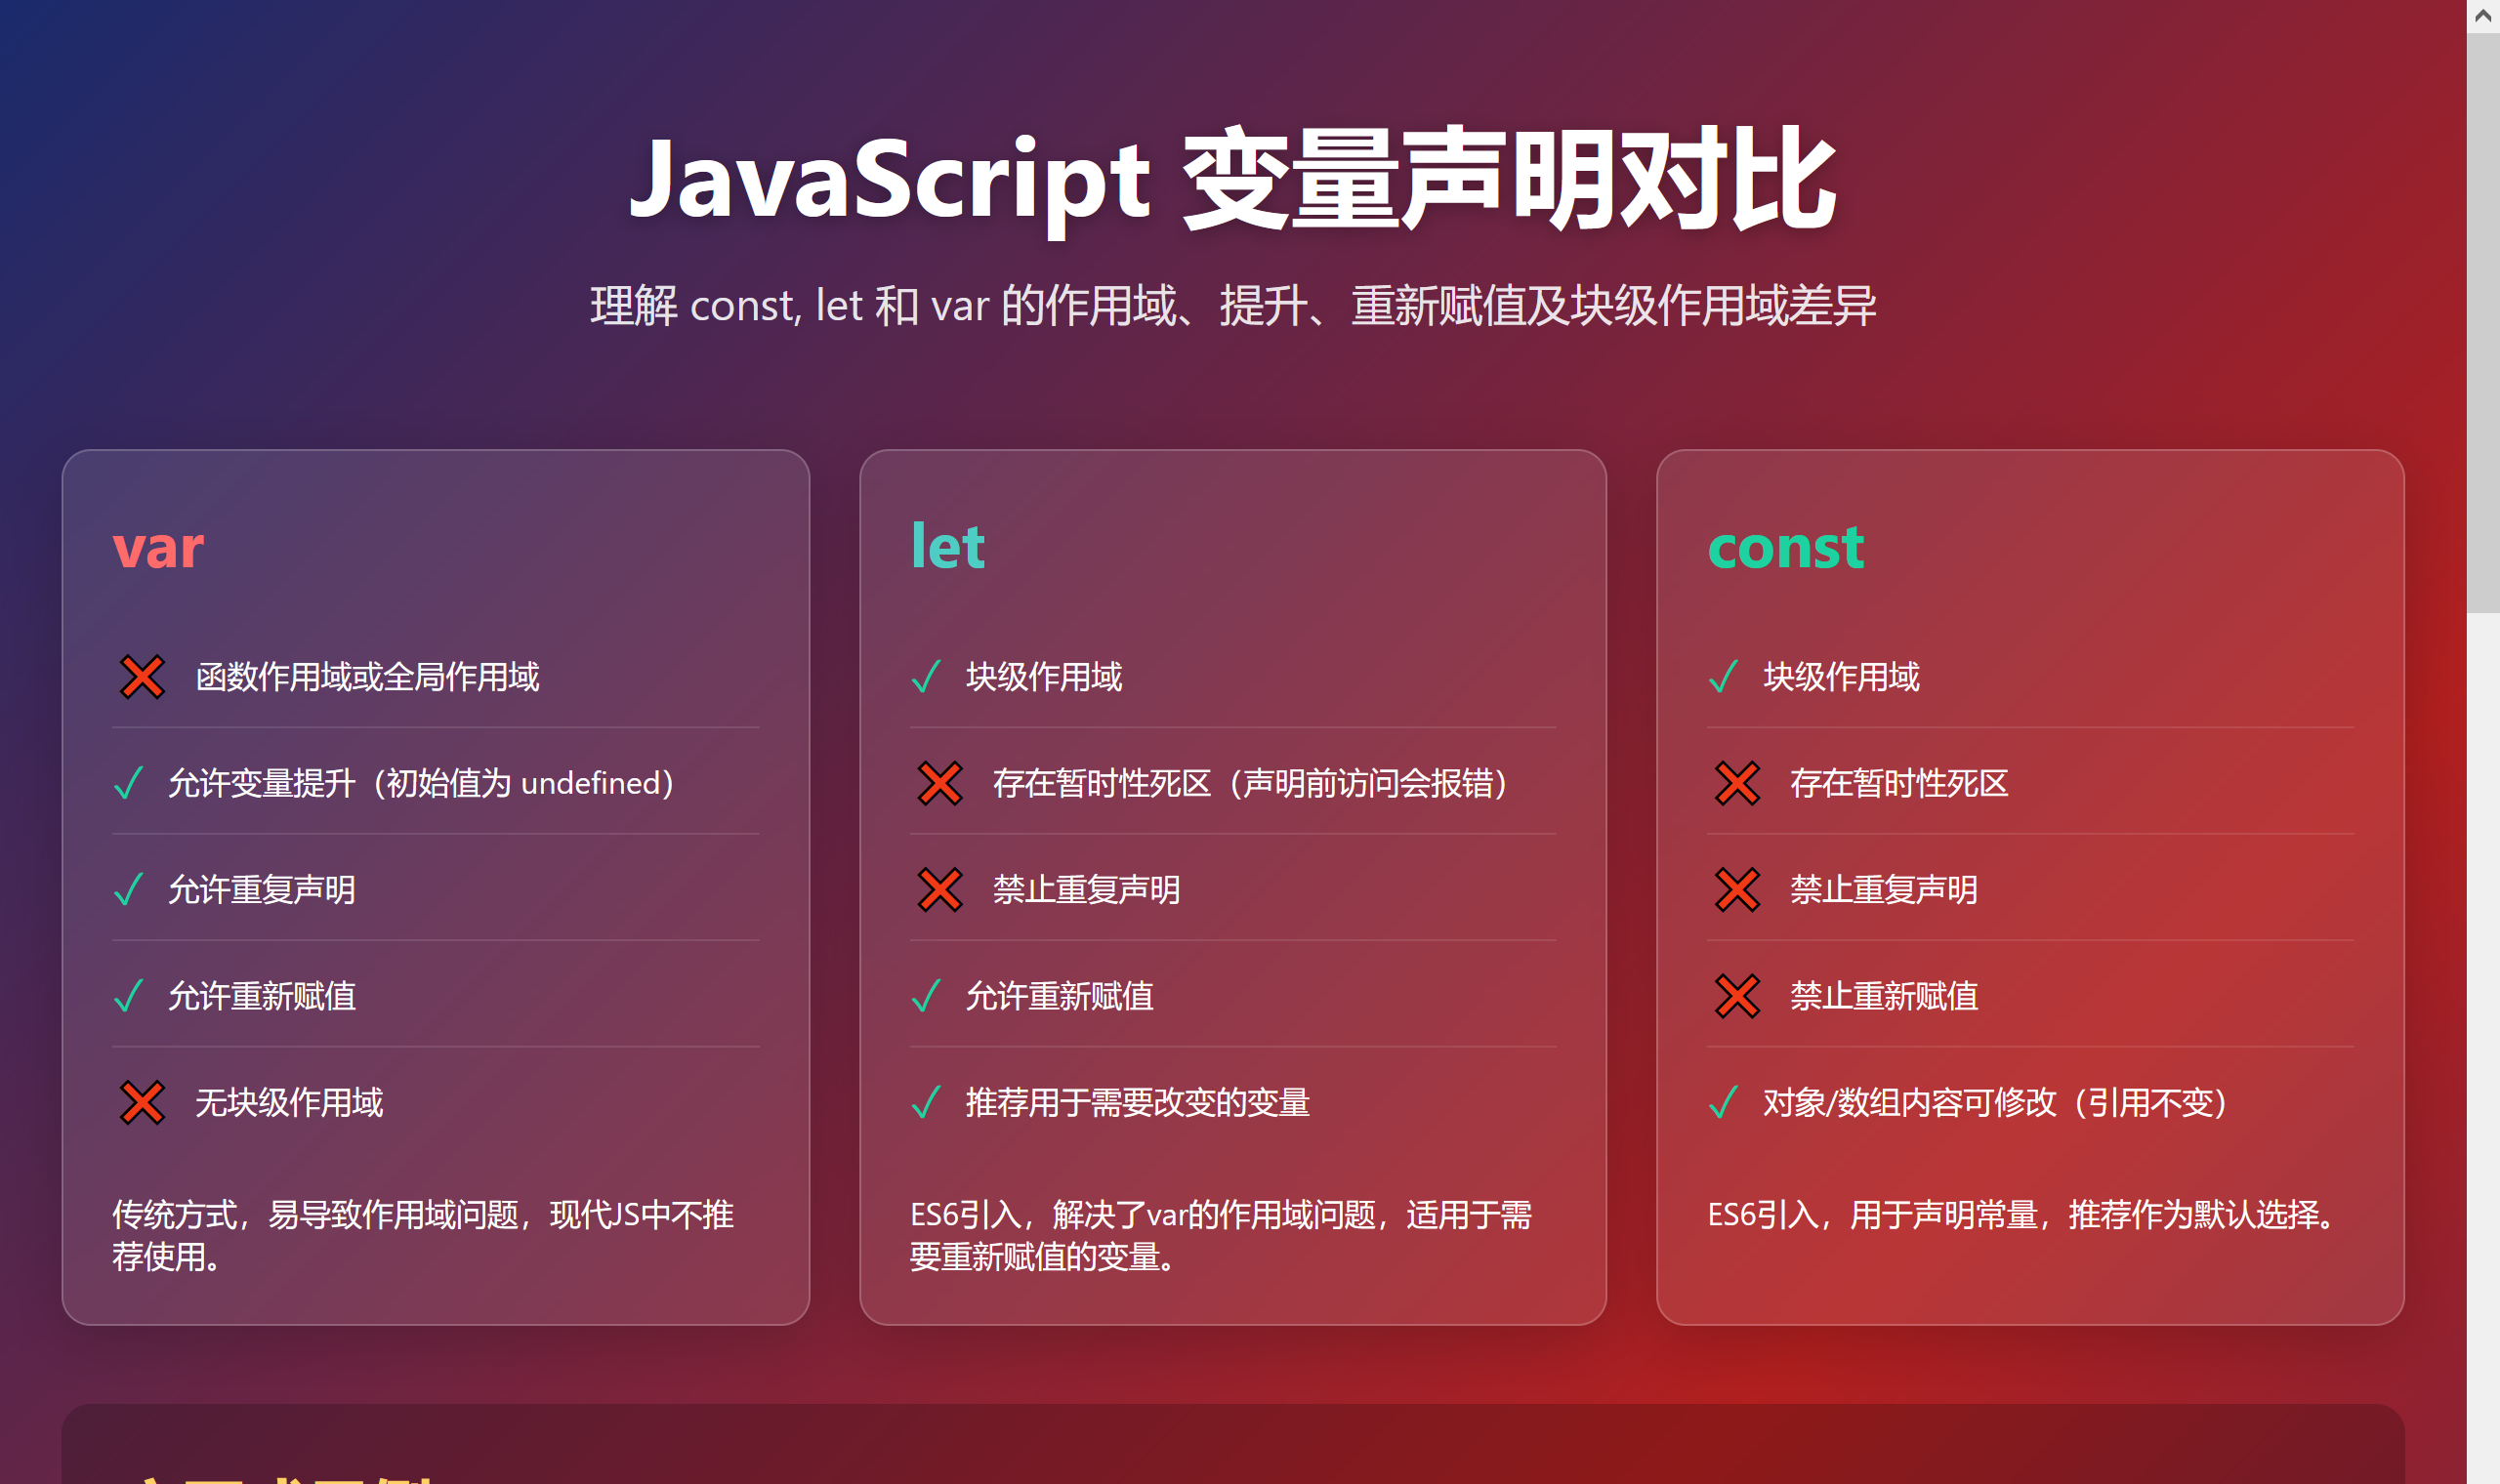 JavaScript 变量声明对比
理解 const, let 和 var 的作用域、提升、重新赋值及块级作用域差异
var
函数作用域或全局作用域
允许变量提升（初始值为 undefined）
允许重复声明
允许重新赋值
无块级作用域
传统方式，易导致作用域问题，现代JS中不推
荐使用。
let
块级作用域
存在暂时性死区（声明前访问会报错）
禁止重复声明
允许重新赋值
推荐用于需要改变的变量
ES6引入，解决了var的作用域问题，适用于需
要重新赋值的变量。
const
块级作用域
存在暂时性死区
禁止重复声明
禁止重新赋值
对象/数组内容可修改（引用不变）
ES6引入，用于声明常量，推荐作为默认选择。